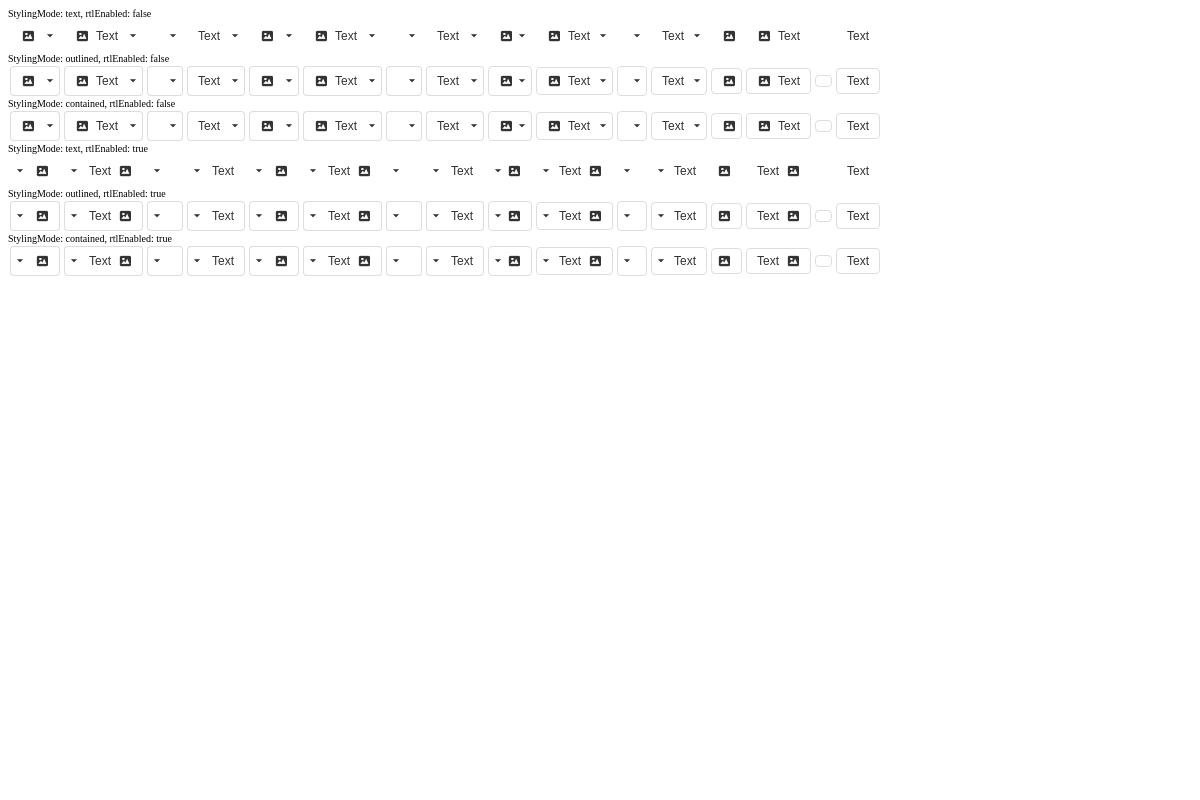 StylingMode: text, rtlEnabled: false
Text Text Text Text Text Text Text Text
StylingMode: outlined, rtlEnabled: false
Text Text Text Text Text Text Text Text
StylingMode: contained, rtlEnabled: false
Text Text Text Text Text Text Text Text
StylingMode: text, rtlEnabled: true
Text Text Text Text Text Text Text Text
StylingMode: outlined, rtlEnabled: true
Text Text Text Text Text Text Text Text
StylingMode: contained, rtlEnabled: true
Text Text Text Text Text Text Text Text